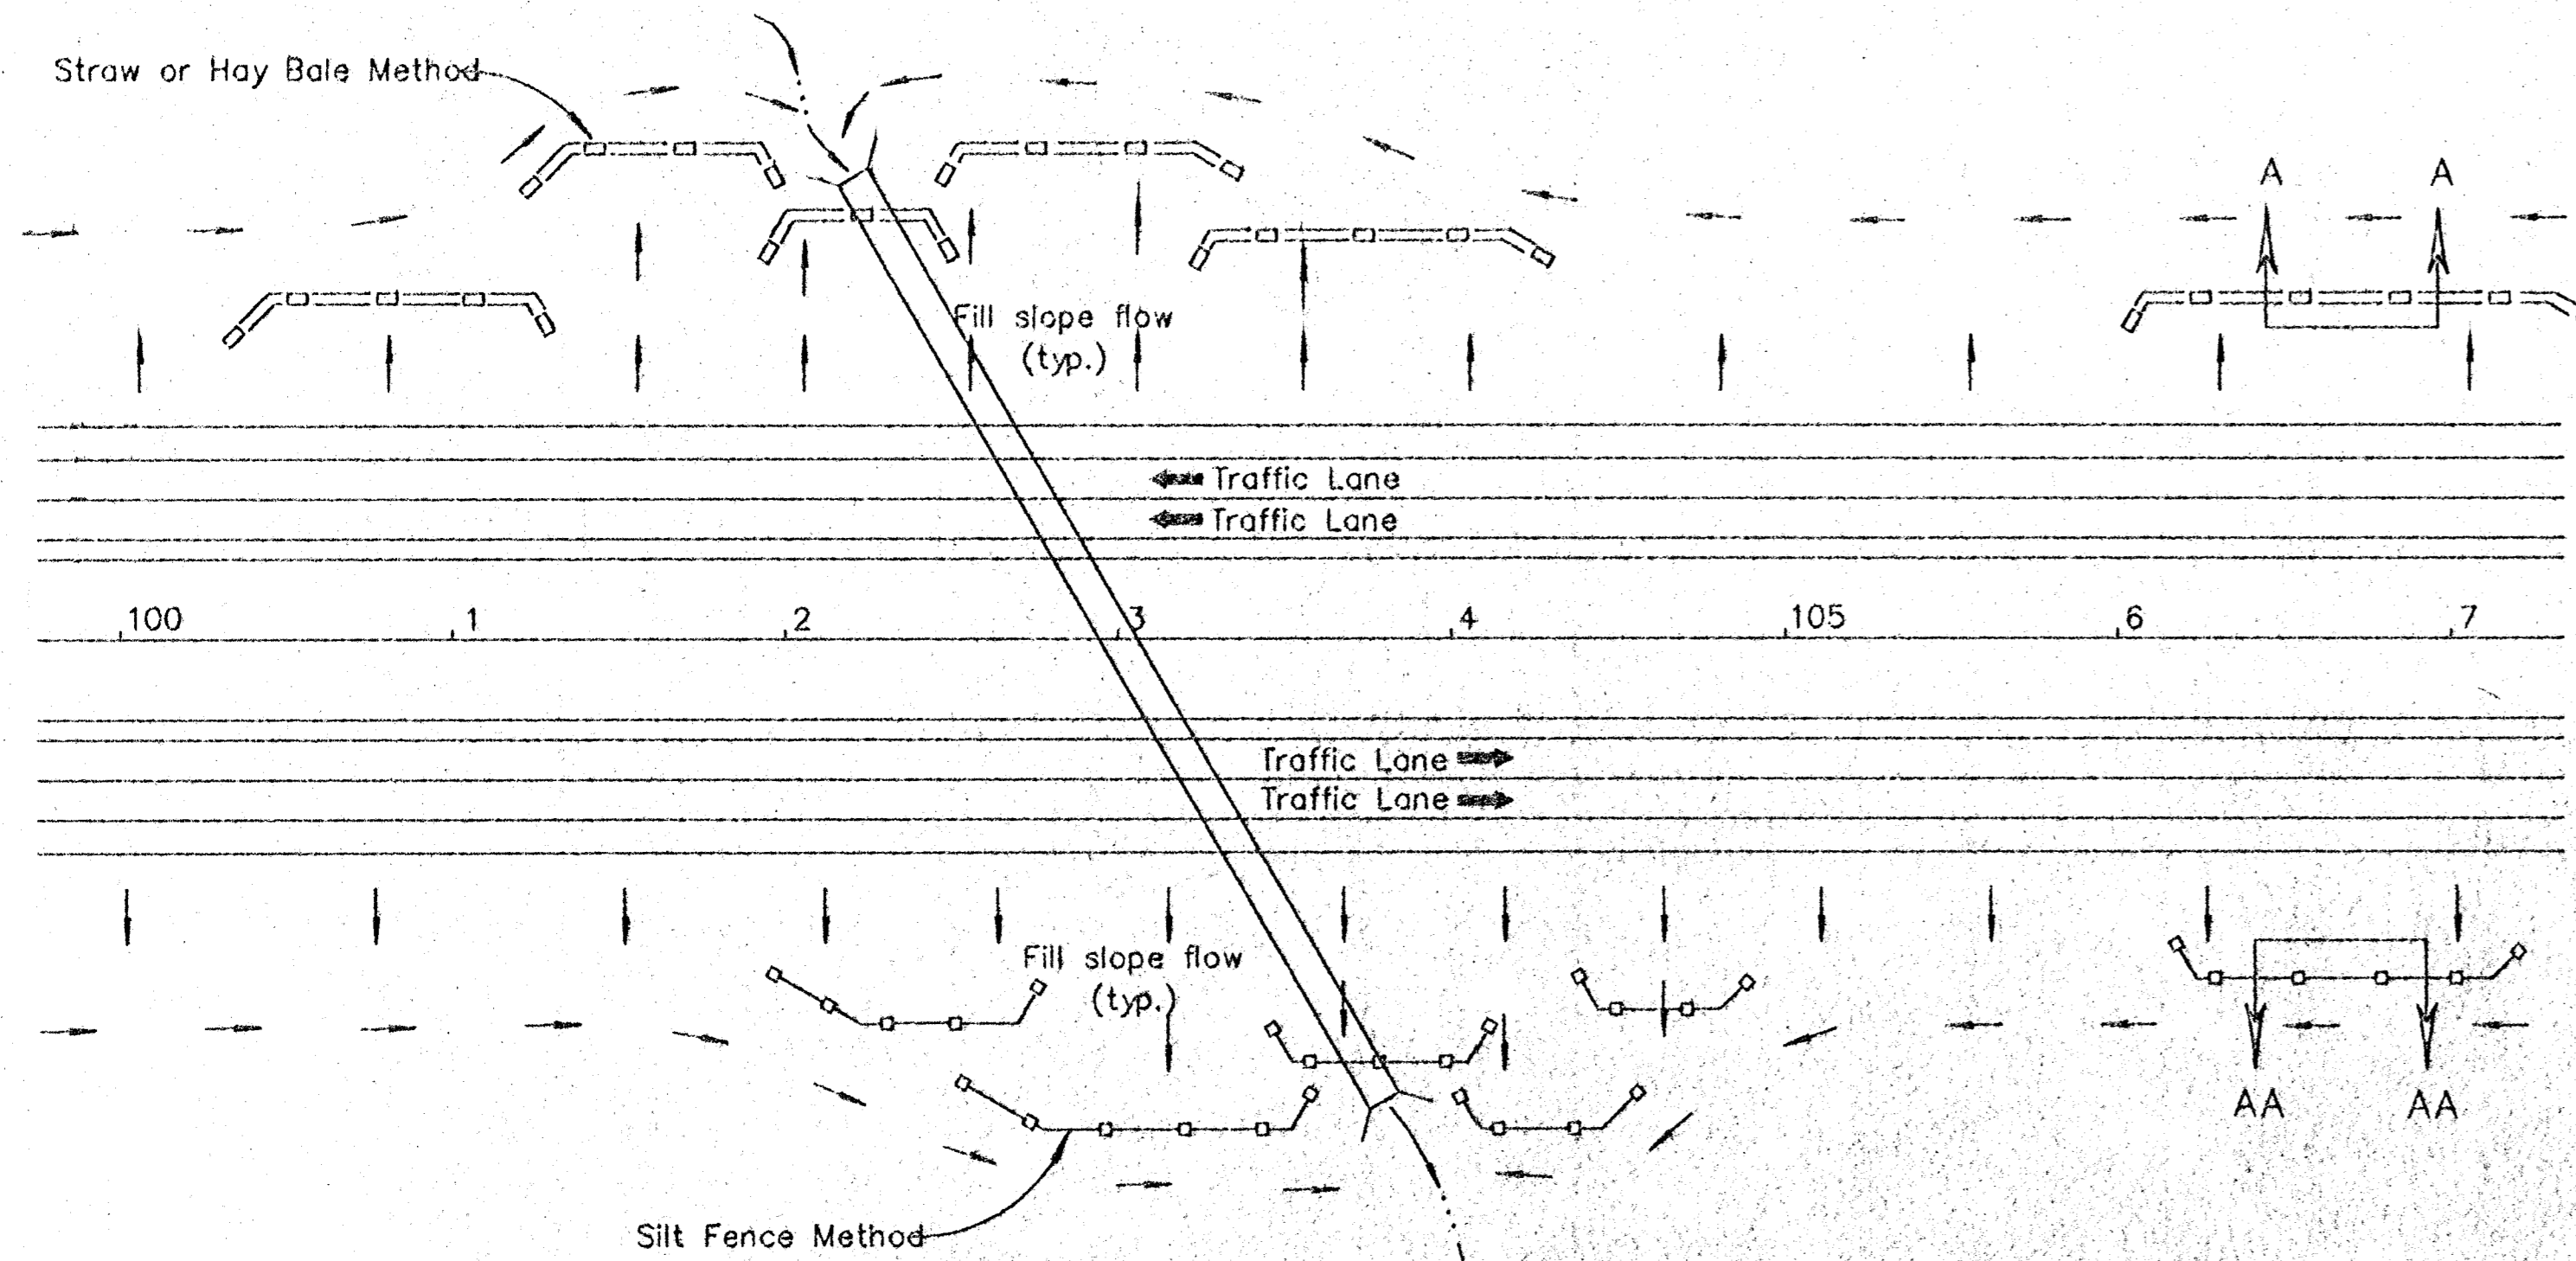 Straw or Hay Bale Method
A A
Fill slope flow
(typ.)
Traffic Lane
Traffic Lane
100 1 2 3 4 105 6 7
Traffic Lane
Traffic Lane
Fill slope flow
(typ.)
AA AA
Silt Fence Method